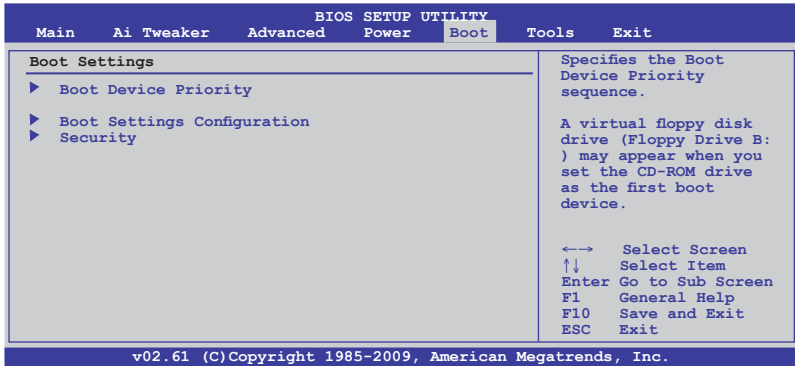 BIOS SETUP UTILITY
Main Ai Tweaker Advanced Power Boot Tools Exit
Boot Settings
Boot Device Priority
Boot Settings Configuration
Security
Specifies the Boot
Device Priority
sequence.
A virtual floppy disk
drive (Floppy Drive B:
) may appear when you
set the CD-ROM drive
as the first boot
device.
←→ Select Screen
↑↓ Select Item
Enter Go to Sub Screen
F1 General Help
F10 Save and Exit
ESC Exit
v02.61 (C)Copyright 1985-2009, American Megatrends, Inc.